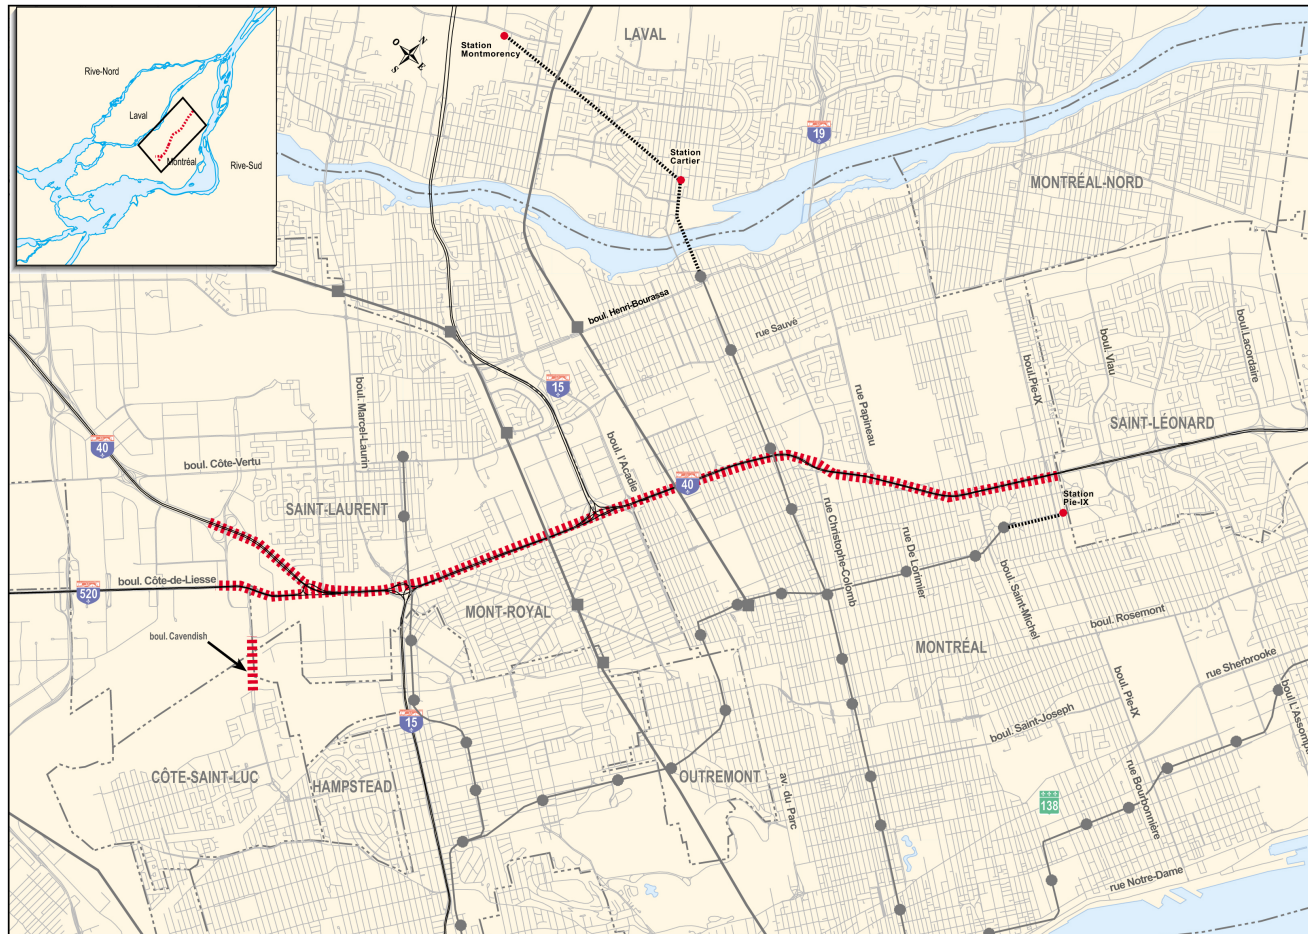 LAVAL
Station
Montmorency
N
O
E
S
Rive-Nord
Laval
Montréal
Rive-Sud
19
Station
Cartier
MONTRÉAL-NORD
boul. Henri-Bourassa
rue Sauvé
boul. Pie-IX
boul. Viau
boul. Lacordaire
15
boul. Marcel-Laurin
rue Papineau
SAINT-LÉONARD
40
boul. Côte-Vertu
boul. l'Acadie
40
Station
Pie-IX
SAINT-LAURENT
rue Christophe-Colomb
rue De Lorimier
boul. Côte-de-Liesse
520
boul. Saint-Michel
MONT-ROYAL
boul. Rosemont
boul. Cavendish
MONTRÉAL
rue Sherbrooke
boul. Pie-IX
15
boul. Saint-Joseph
CÔTE-SAINT-LUC
HAMPSTEAD
OUTREMONT
av. du Parc
rue Bourbonnière
138
rue Notre-Dame